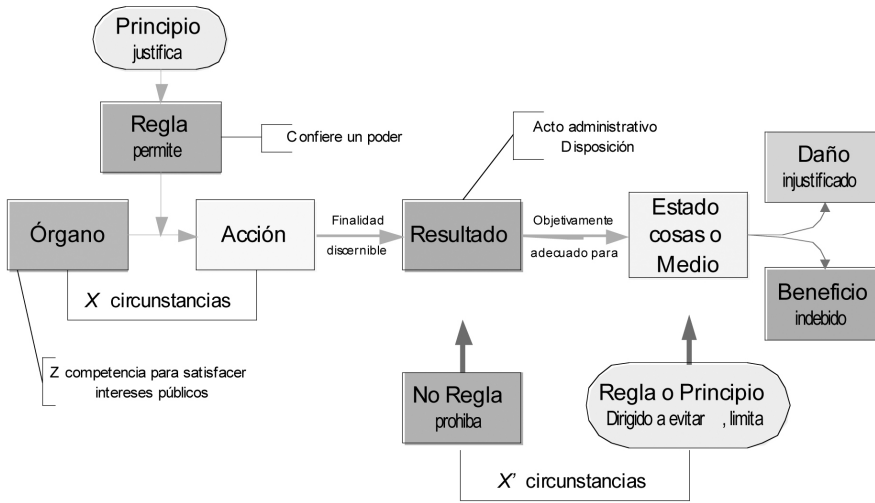 Principio
justifica
Regla
permite
Confiere un poder
Acto administrativo
Disposición
Daño
injustificado
Órgano
Acción
Finalidad
discernible
Resultado
Objetivamente
adecuado para
Estado
cosas o
Medio
X circunstancias
Beneficio
indebido
Z competencia para satisfacer
intereses públicos
No Regla
prohiba
Regla o Principio
Dirigido a evitar , limita
X’ circunstancias